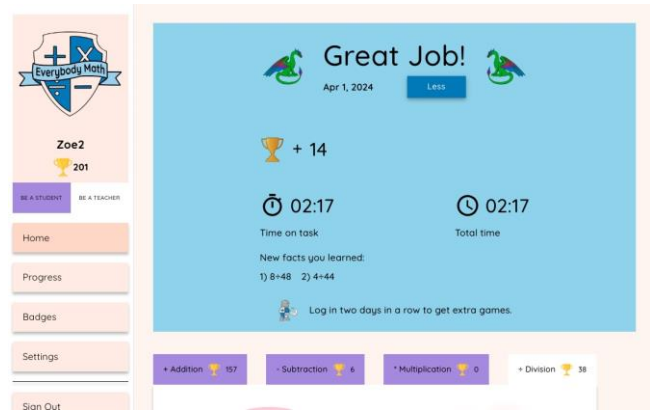 Everybody Math
Zoe2
201
BE A STUDENT
BE A TEACHER
Home
Progress
Badges
Settings
Sign Out
Great Job!
Apr 1, 2024
Less
+ 14
02:17
02:17
Time on task
Total time
New facts you learned:
1) 8÷48 2) 4÷44
Log in two days in a row to get extra games.
+ Addition 157
- Subtraction 6
* Multiplication 0
÷ Division 38